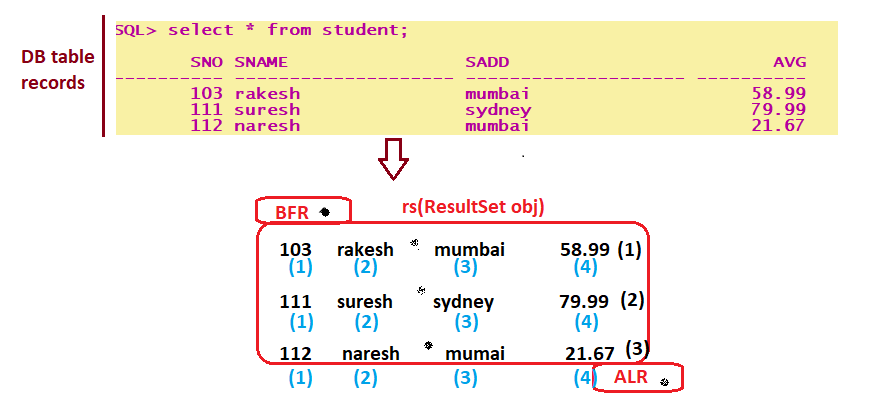 SQL> select * from student;
DB table
records
SNO SNAME SADD AVG
---------- -------------------- -------------------- ----------
103 rakesh mumbai 58.99
111 suresh sydney 79.99
112 naresh mumbai 21.67
BFR rs(ResultSet obj)
103 rakesh mumbai 58.99 (1)
(1) (2) (3) (4)
111 suresh sydney 79.99 (2)
(1) (2) (3) (4)
112 naresh mumai 21.67 (3)
(1) (2) (3) (4) ALR